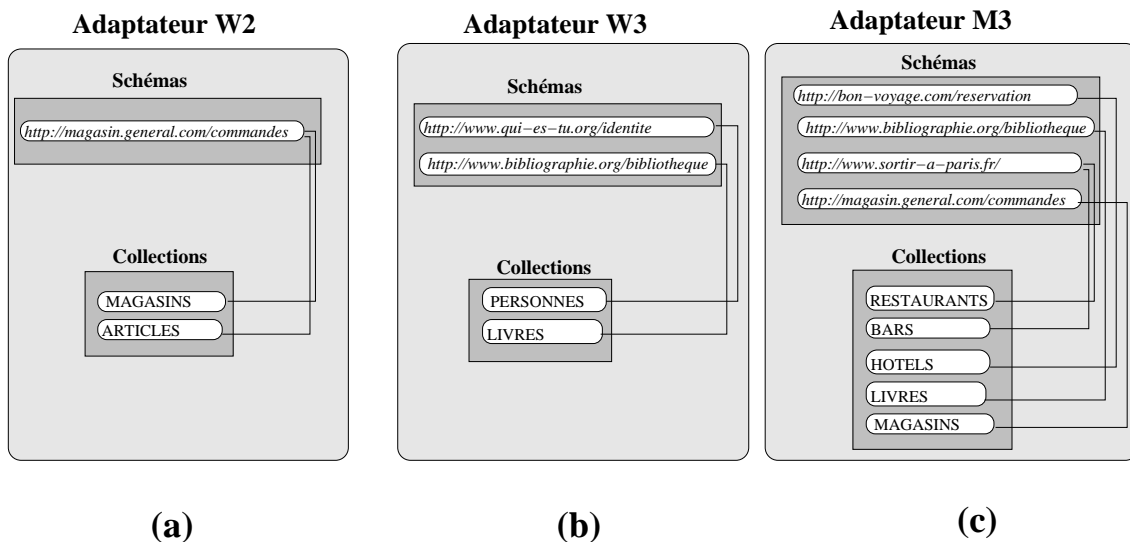 Adaptateur W2
Schémas
http://magasin.general.com/commandes
Collections
MAGASINS
ARTICLES
(a)
Adaptateur W3
Schémas
http://www.qui−es−tu.org/identite
http://www.bibliographie.org/bibliotheque
Collections
PERSONNES
LIVRES
(b)
Adaptateur M3
Schémas
http://bon−voyage.com/reservation
http://www.bibliographie.org/bibliotheque
http://www.sortir−a−paris.fr/
http://magasin.general.com/commandes
Collections
RESTAURANTS
BARS
HOTELS
LIVRES
MAGASINS
(c)